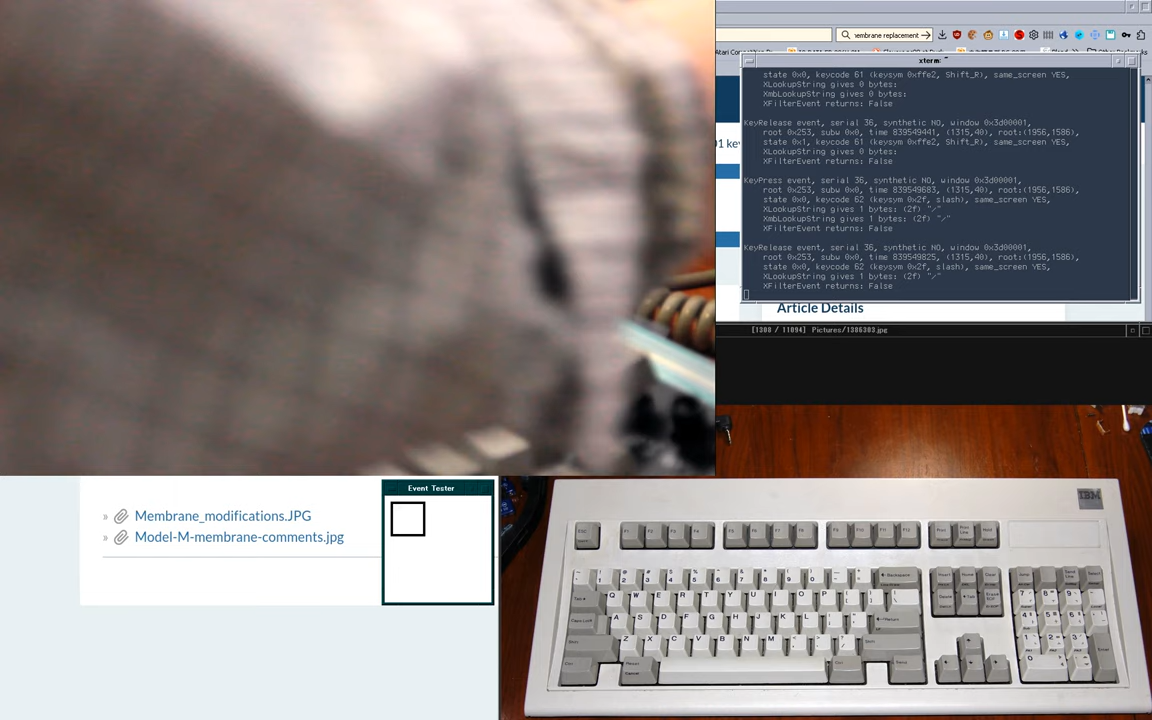 embrane replacement
Other Bookmarks
xterm
state 0x0, keycode 61 (keysym 0xffe2, Shift_R), same_screen YES,
XLookupString gives 0 bytes:
XmbLookupString gives 0 bytes:
XFilterEvent returns: False
KeyRelease event, serial 36, synthetic NO, window 0x3d00001,
root 0x253, subw 0x0, time 839549441, (1315,40), root:(1956,1586),
state 0x1, keycode 61 (keysym 0xffe2, Shift_R), same_screen YES,
XLookupString gives 0 bytes:
XFilterEvent returns: False
KeyPress event, serial 36, synthetic NO, window 0x3d00001,
root 0x253, subw 0x0, time 839549683, (1315,40), root:(1956,1586),
state 0x0, keycode 62 (keysym 0x2f, slash), same_screen YES,
XLookupString gives 1 bytes: (2f) "/"
XmbLookupString gives 1 bytes: (2f) "/"
XFilterEvent returns: False
KeyRelease event, serial 36, synthetic NO, window 0x3d00001,
root 0x253, subw 0x0, time 839549825, (1315,40), root:(1956,1586),
state 0x0, keycode 62 (keysym 0x2f, slash), same_screen YES,
XLookupString gives 1 bytes: (2f) "/"
XFilterEvent returns: False
Article Details
[1388 / 11894] Pictures/1386303.jpg
» Membrane_modifications.JPG
» Model-M-membrane-comments.jpg
Event Tester
IBM
Backspace
Q W E R T Y U I O P
A S D F G H J K L
Z X C V B N M